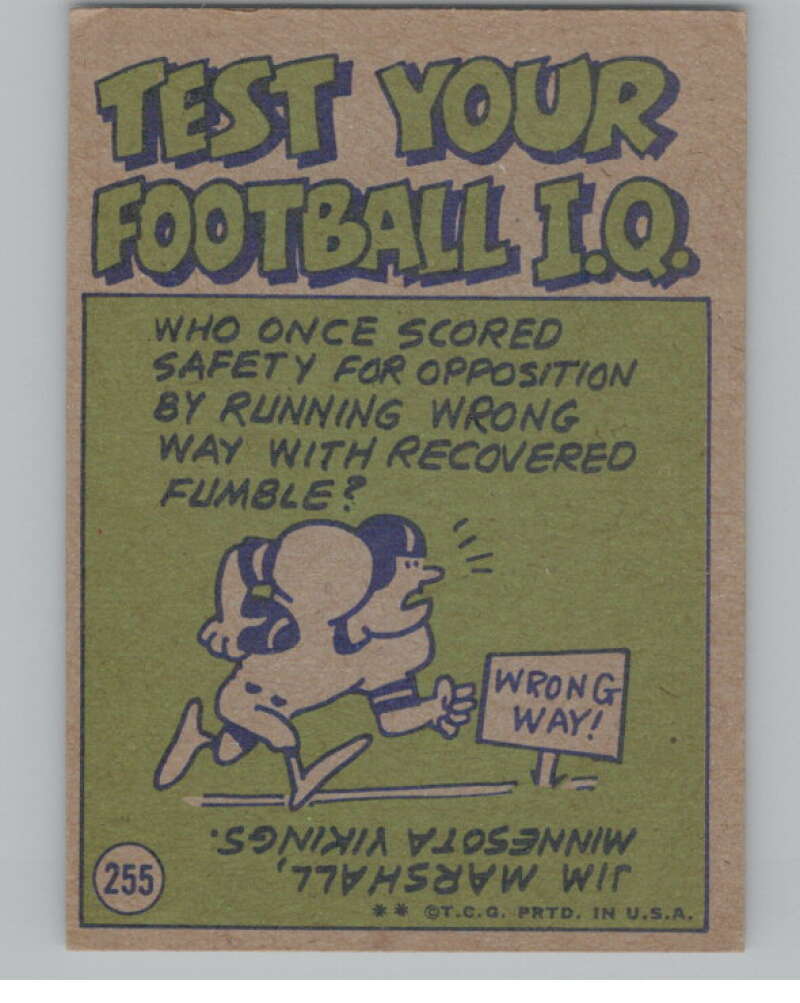 TEST YOUR
FOOTBALL I.Q.
WHO ONCE SCORED
SAFETY FOR OPPOSITION
BY RUNNING WRONG
WAY WITH RECOVERED
FUMBLE?
WRONG
WAY!
JIM MARSHALL,
MINNESOTA VIKINGS.
255
** ©T.C.G. PRTD. IN U.S.A.